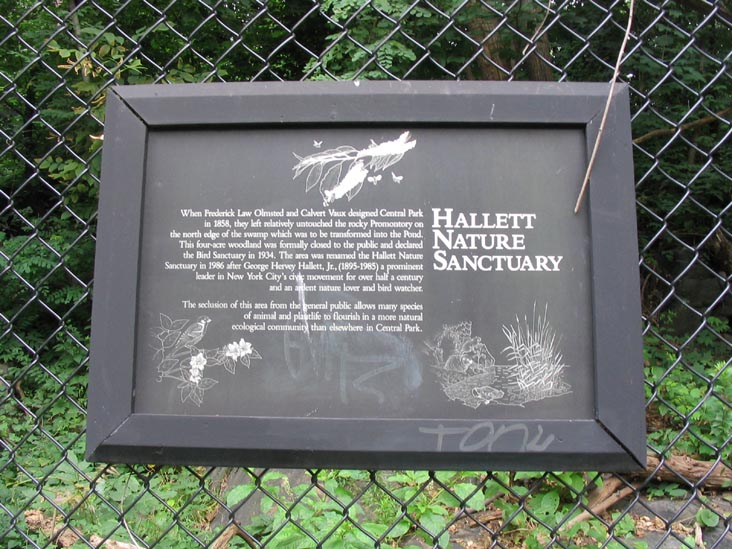 When Frederick Law Olmsted and Calvert Vaux designed Central Park
in 1858, they left relatively untouched the rocky Promontory on
the north edge of the swamp which was to be transformed into the Pond.
This four-acre woodland was formally closed to the public and declared
the Bird Sanctuary in 1934. The area was renamed the Hallett Nature
Sanctuary in 1986 after George Hervey Hallett, Jr., (1895-1985) a prominent
leader in New York City's civic movement for over half a century
and an ardent nature lover and bird watcher.
The seclusion of this area from the general public allows many species
of animal and plantlife to flourish in a more natural
ecological community than elsewhere in Central Park.
HALLETT
NATURE
SANCTUARY